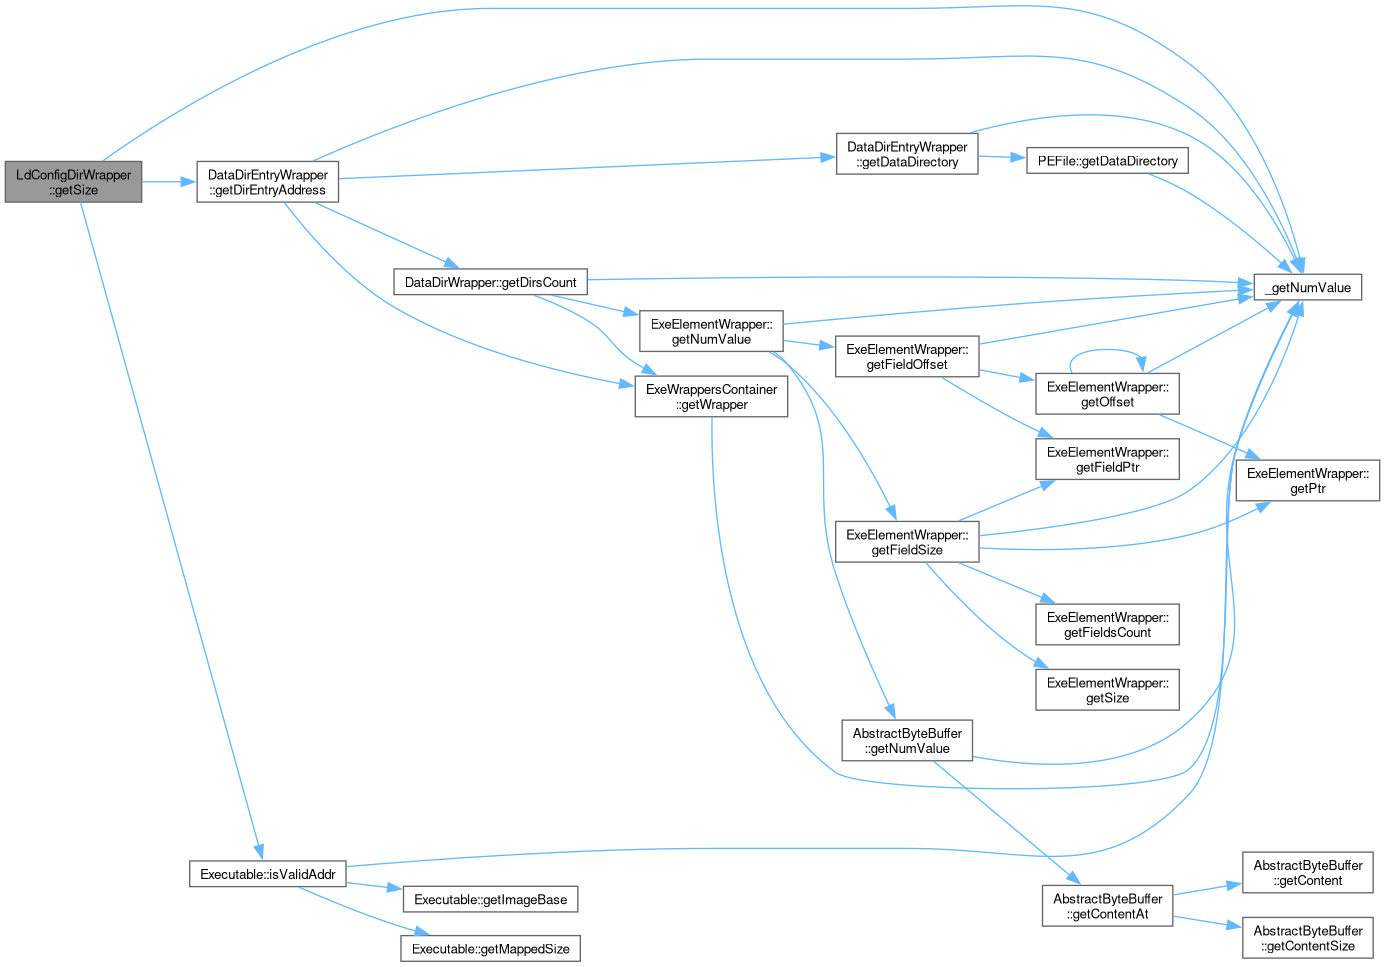 LdConfigDirWrapper
::getSize
DataDirEntryWrapper
::getDirEntryAddress
DataDirEntryWrapper
::getDataDirectory
PEFile::getDataDirectory
DataDirWrapper::getDirsCount
_getNumValue
ExeElementWrapper::
getNumValue
ExeElementWrapper::
getFieldOffset
ExeWrappersContainer
::getWrapper
ExeElementWrapper::
getOffset
ExeElementWrapper::
getFieldPtr
ExeElementWrapper::
getPtr
ExeElementWrapper::
getFieldSize
ExeElementWrapper::
getFieldsCount
ExeElementWrapper::
getSize
AbstractByteBuffer
::getNumValue
Executable::isValidAddr
Executable::getImageBase
Executable::getMappedSize
AbstractByteBuffer
::getContentAt
AbstractByteBuffer
::getContent
AbstractByteBuffer
::getContentSize